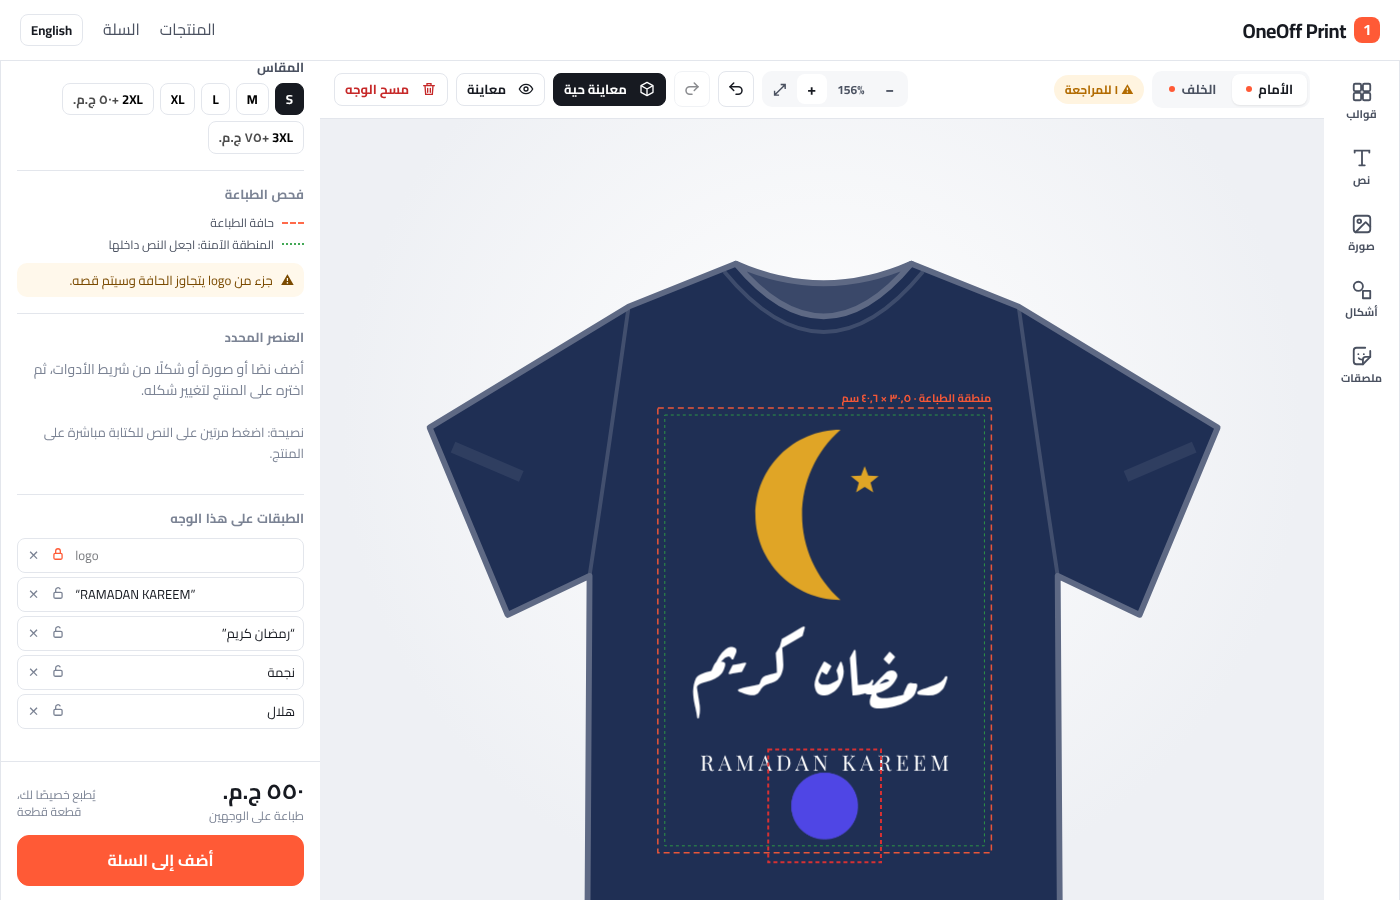 1 OneOff Print
المنتجات
السلة
English
قوالب
نص
صورة
أشكال
ملصقات
الأمام
الخلف
١ للمراجعة
−
156%
+
معاينة حية
معاينة
مسح الوجه
منطقة الطباعة · ٣٠٫٥ × ٤٠٫٦ سم
رمضان كريم
RAMADAN KAREEM
المقاس
S
M
L
XL
2XL +٥٠ ج.م.
3XL +٧٥ ج.م.
فحص الطباعة
حافة الطباعة
المنطقة الآمنة: اجعل النص داخلها
جزء من logo يتجاوز الحافة وسيتم قصه.
العنصر المحدد
أضف نصًا أو صورة أو شكلًا من شريط الأدوات، ثم
اختره على المنتج لتغيير شكله.
نصيحة: اضغط مرتين على النص للكتابة مباشرة على
المنتج.
الطبقات على هذا الوجه
logo
“RAMADAN KAREEM”
“رمضان كريم”
نجمة
هلال
٥٥٠ ج.م.
طباعة على الوجهين
يُطبع خصيصًا لك،
قطعة قطعة
أضف إلى السلة